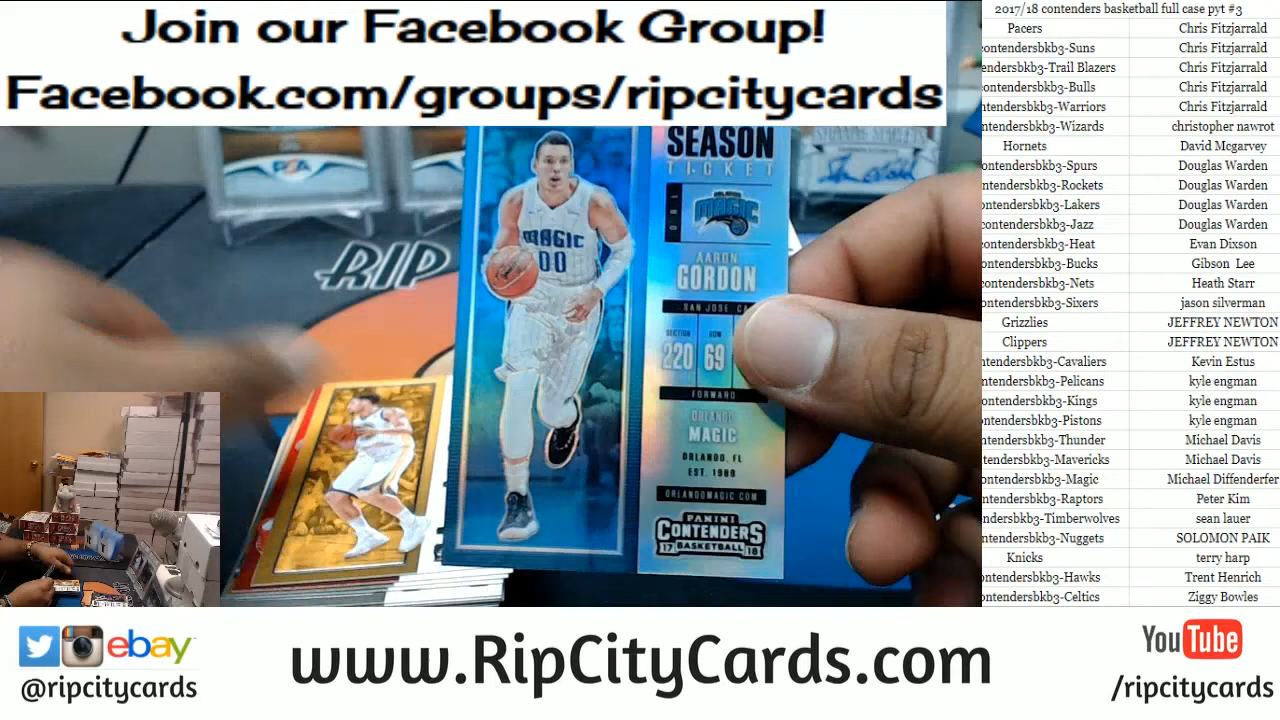 Join our Facebook Group!
Facebook.com/groups/ripcitycards
RIP
SEASON
TICKET
ORL
MAGIC
AARON
GORDON
SAN JOSE CA
SECTION
ROW
220
69
FORWARD
ORLANDO
MAGIC
ORLANDO, FL
EST. 1989
ORLANDOMAGIC.COM
PANINI
CONTENDERS
17 BASKETBALL 18
MAGIC
00
2017/18 contenders basketball full case pyt #3
Pacers Chris Fitzjarrald
contendersbkb3-Suns Chris Fitzjarrald
endersbkb3-Trail Blazers Chris Fitzjarrald
ontendersbkb3-Bulls Chris Fitzjarrald
ontendersbkb3-Warriors Chris Fitzjarrald
ntendersbkb3-Wizards christopher nawrot
Hornets David Mcgarvey
ontendersbkb3-Spurs Douglas Warden
ontendersbkb3-Rockets Douglas Warden
ontendersbkb3-Lakers Douglas Warden
contendersbkb3-Jazz Douglas Warden
contendersbkb3-Heat Evan Dixson
ontendersbkb3-Bucks Gibson Lee
contendersbkb3-Nets Heath Starr
ontendersbkb3-Sixers jason silverman
Grizzlies JEFFREY NEWTON
Clippers JEFFREY NEWTON
ontendersbkb3-Cavaliers Kevin Estus
ontendersbkb3-Pelicans kyle engman
ontendersbkb3-Kings kyle engman
ontendersbkb3-Pistons kyle engman
ontendersbkb3-Thunder Michael Davis
ntendersbkb3-Mavericks Michael Davis
ontendersbkb3-Magic Michael Diffenderfer
ontendersbkb3-Raptors Peter Kim
ndersbkb3-Timberwolves sean lauer
ntendersbkb3-Nuggets SOLOMON PAIK
Knicks terry harp
ontendersbkb3-Hawks Trent Henrich
ontendersbkb3-Celtics Ziggy Bowles
ebay
@ripcitycards
www.RipCityCards.com
YouTube
/ripcitycards